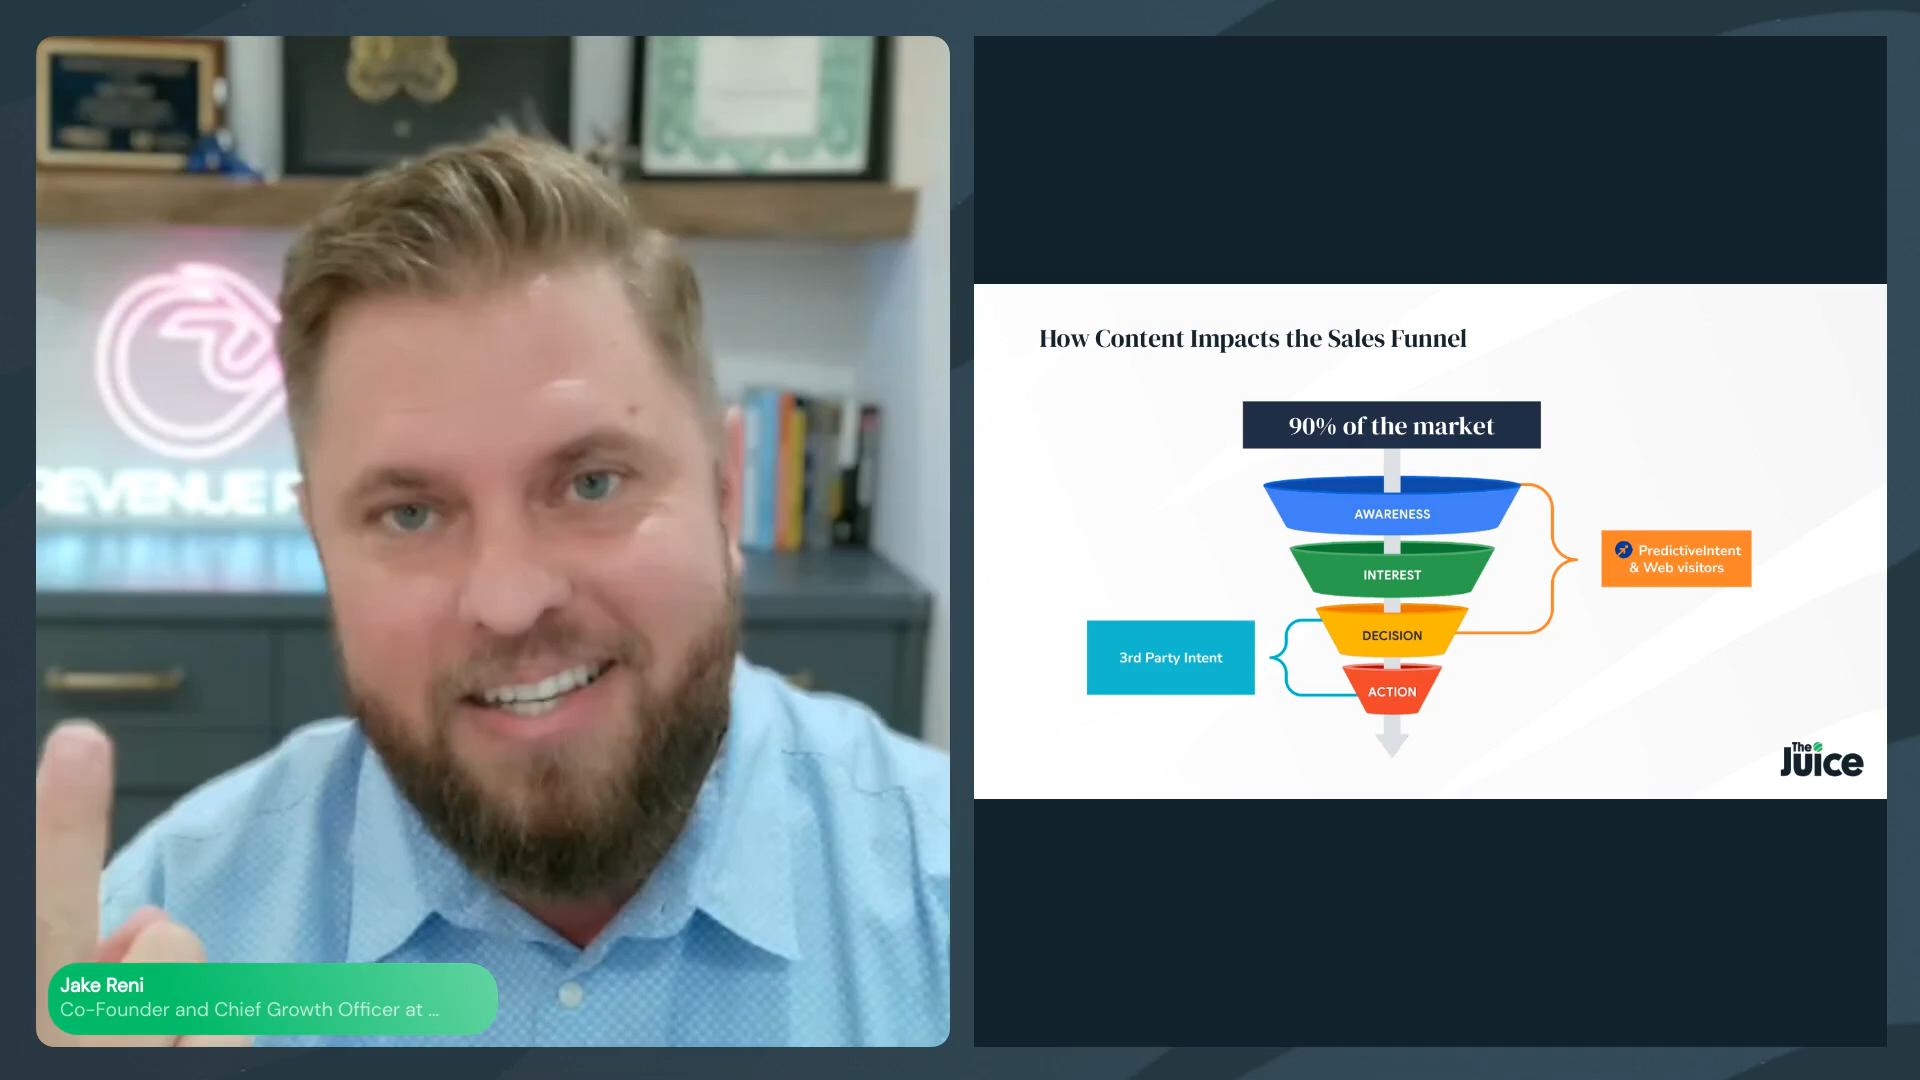 REVENUE R
Jake Reni
Co-Founder and Chief Growth Officer at ...
How Content Impacts the Sales Funnel
90% of the market
AWARENESS
INTEREST
DECISION
ACTION
3rd Party Intent
PredictiveIntent
& Web visitors
The
Juice